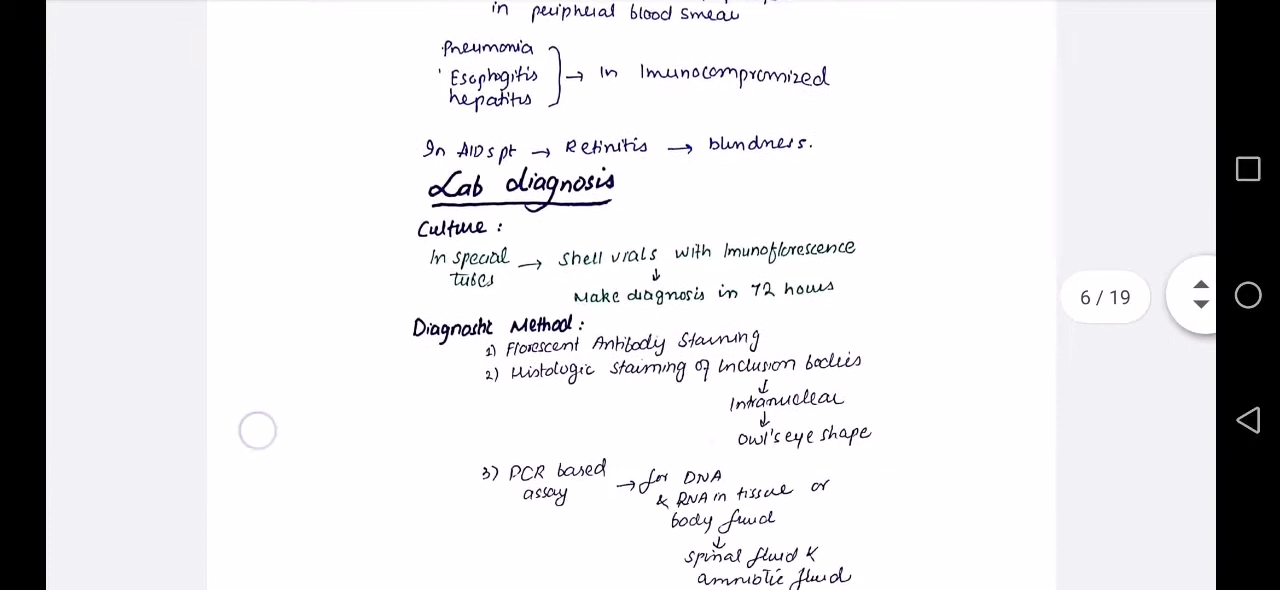 in peripheral blood smear
Pneumonia
Esophogitis → In Imunocompromized
hepatitis
In AIDS pt → Retinitis → blindness.
Lab diagnosis
Culture :
In special tubes → Shell vials with Imunoflorescence
↓
Make diagnosis in 72 hours
Diagnostic Method :
1) Florescent Antibody Staining
2) Histologic Staining of Inclusion bodies
↓
Intranuclear
↓
Owl's eye shape
3) PCR based assay → for DNA
& RNA in tissue or
body fluid
↓
spinal fluid &
amniotic fluid
6 / 19